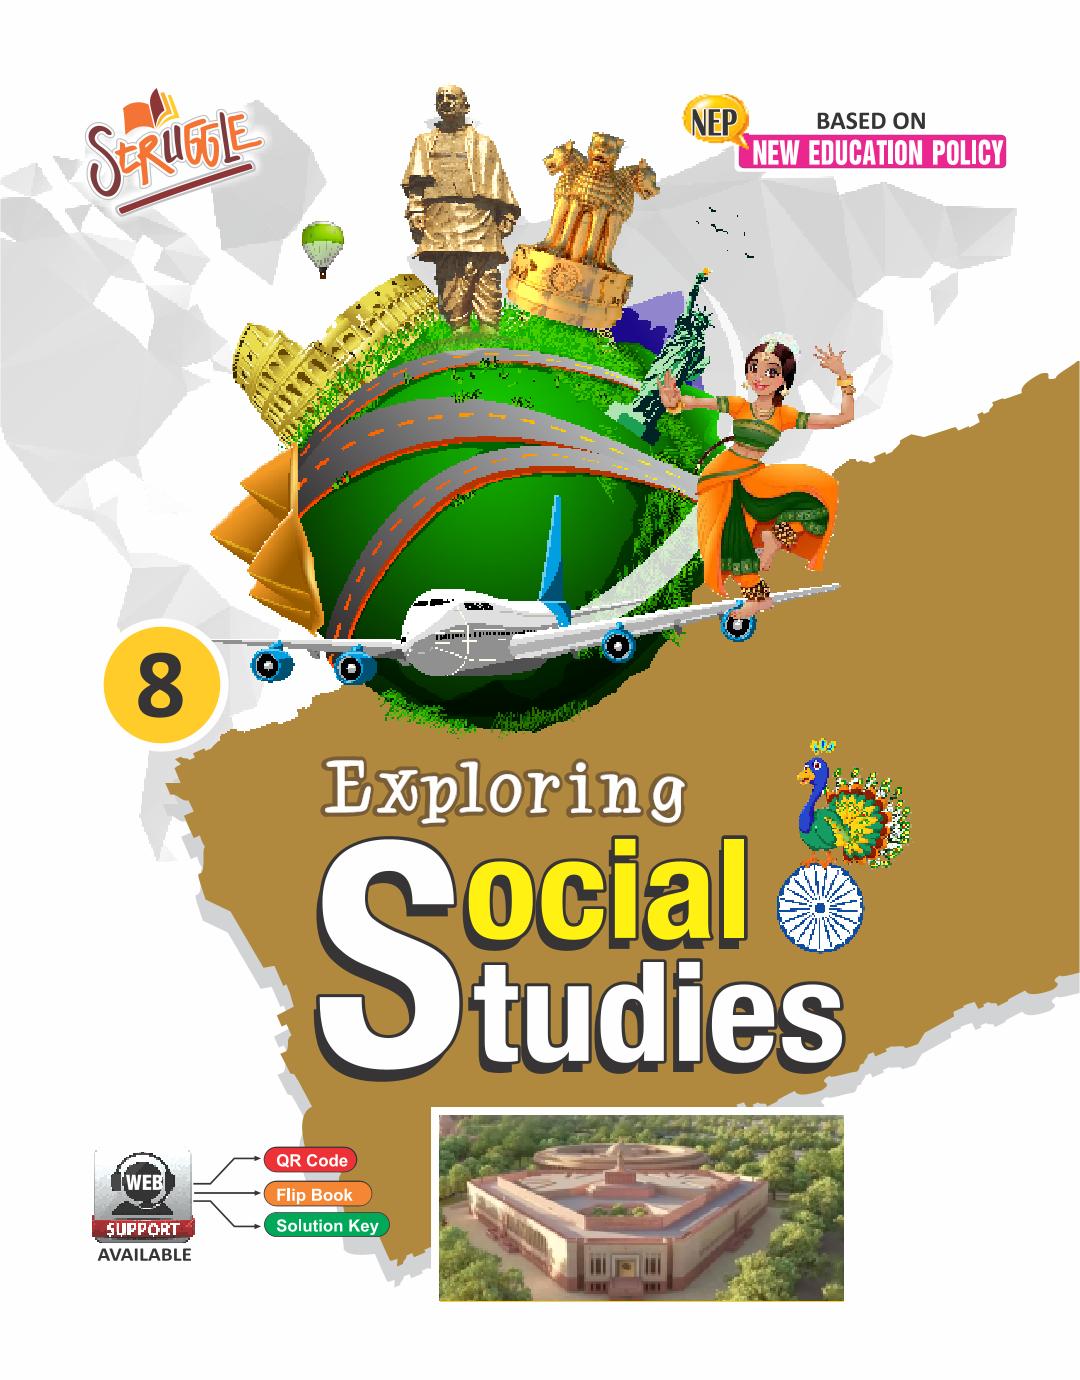 STRUGGLE
NEP
BASED ON
NEW EDUCATION POLICY
8
Exploring
Social
Studies
WEB
SUPPORT
AVAILABLE
QR Code
Flip Book
Solution Key